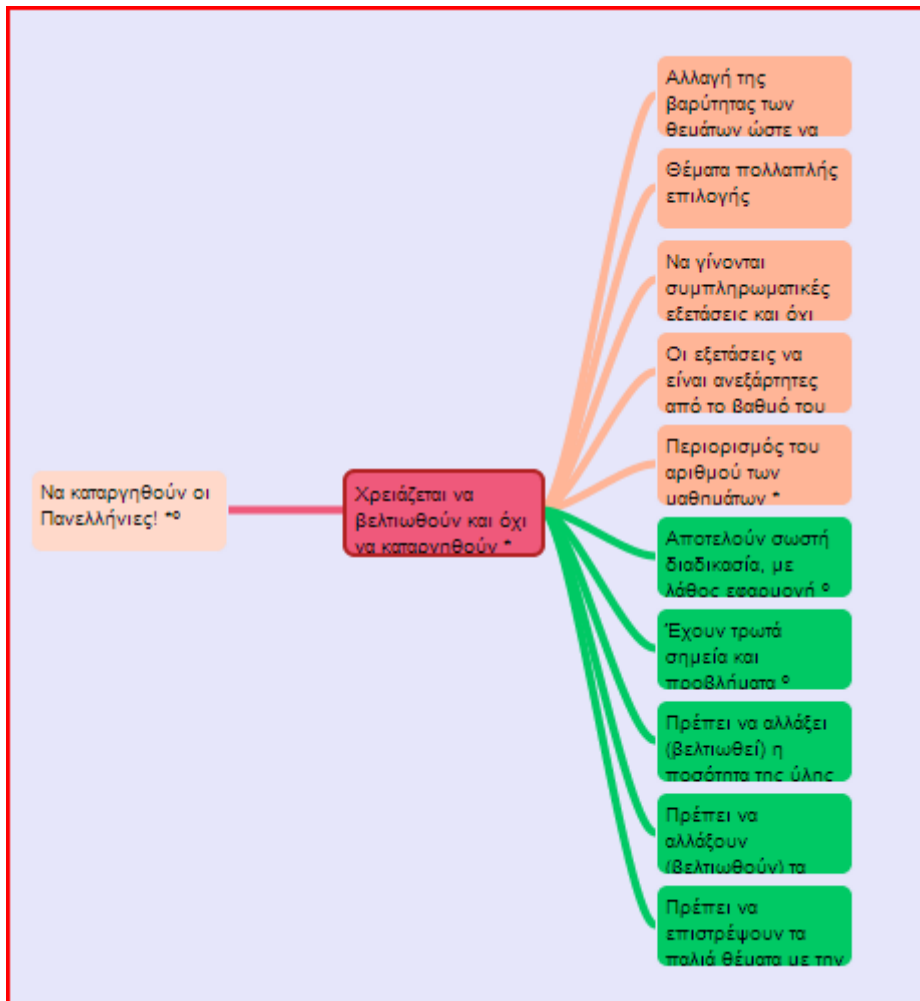 Να καταργηθούν οι
Πανελλήνιες! *º
Χρειάζεται να
βελτιωθούν και όχι
να καταργηθούν *
Αλλαγή της
βαρύτητας των
θεμάτων ώστε να
Θέματα πολλαπλής
επιλογής
Να γίνονται
συμπληρωματικές
εξετάσεις και όχι
Οι εξετάσεις να
είναι ανεξάρτητες
από το βαθμό του
Περιορισμός του
αριθμού των
μαθημάτων *
Αποτελούν σωστή
διαδικασία, με
λάθος εφαρμογή º
Έχουν τρωτά
σημεία και
προβλήματα º
Πρέπει να αλλάξει
(βελτιωθεί) η
ποσότητα της ύλης
Πρέπει να
αλλάξουν
(βελτιωθούν) τα
Πρέπει να
επιστρέψουν τα
παλιά θέματα με την